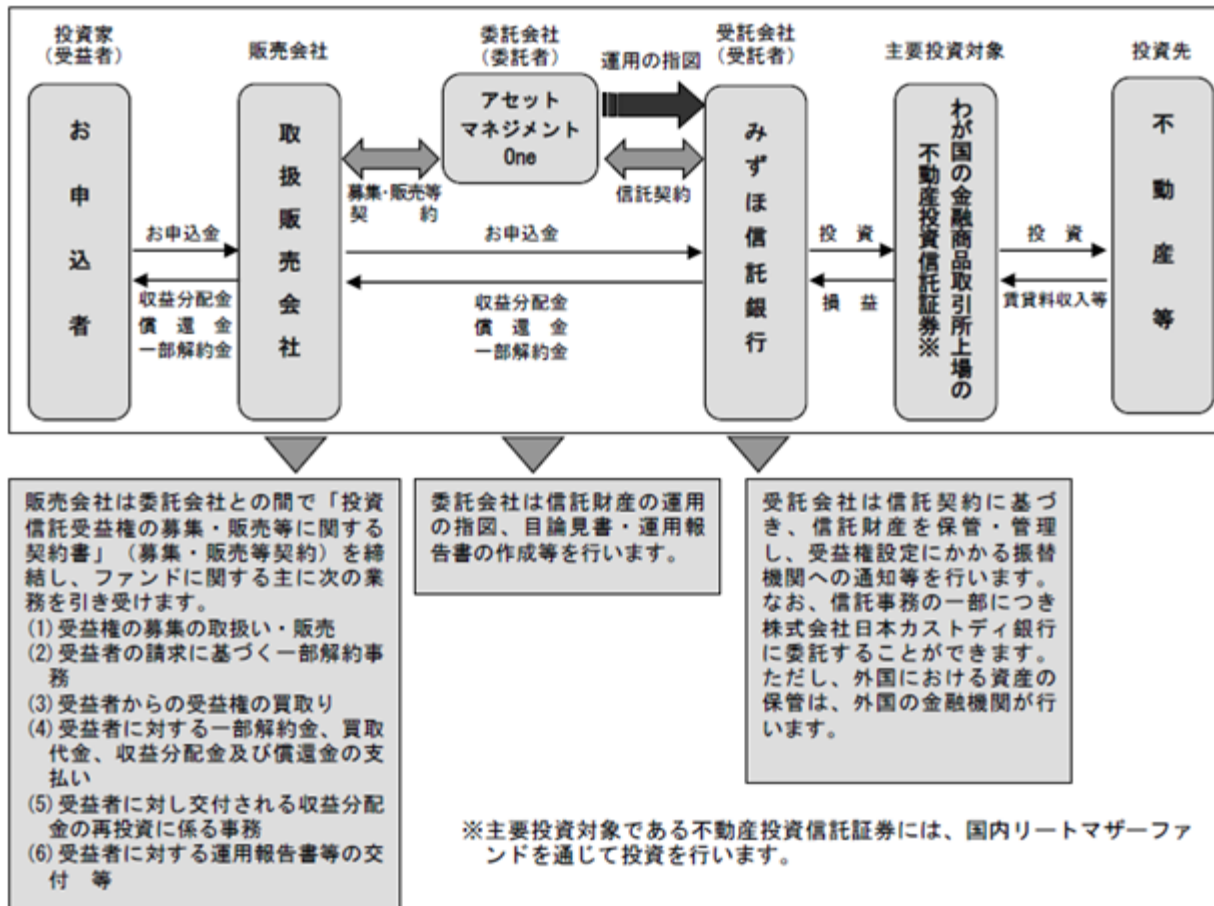 投資家
（受益者）
販売会社
委託会社
（委託者）
運用の指図
受託会社
（受託者）
主要投資対象
投資先
お申込者
取扱販売会社
アセット
マネジメント
One
みずほ信託銀行
わが国の金融商品取引所上場の
不動産投資信託証券※
不動産等
募集・販売等
契　　約
信託契約
お申込金
収益分配金
償　還　金
一部解約金
お申込金
収益分配金
償　還　金
一部解約金
投　資
損　益
投　資
賃貸料収入等
販売会社は委託会社との間で「投資
信託受益権の募集・販売等に関する
契約書」（募集・販売等契約）を締
結し、ファンドに関する主に次の業
務を引き受けます。
(1) 受益権の募集の取扱い・販売
(2) 受益者の請求に基づく一部解約事
務
(3) 受益者からの受益権の買取り
(4) 受益者に対する一部解約金、買取
代金、収益分配金及び償還金の支
払い
(5) 受益者に対し交付される収益分配
金の再投資に係る事務
(6) 受益者に対する運用報告書等の交
付　等
委託会社は信託財産の運用
の指図、目論見書・運用報
告書の作成等を行います。
受託会社は信託契約に基づ
き、信託財産を保管・管理
し、受益権設定にかかる振替
機関への通知等を行います。
なお、信託事務の一部につき
株式会社日本カストディ銀行
に委託することができます。
ただし、外国における資産の
保管は、外国の金融機関が行
います。
※主要投資対象である不動産投資信託証券には、国内リートマザーファ
ンドを通じて投資を行います。